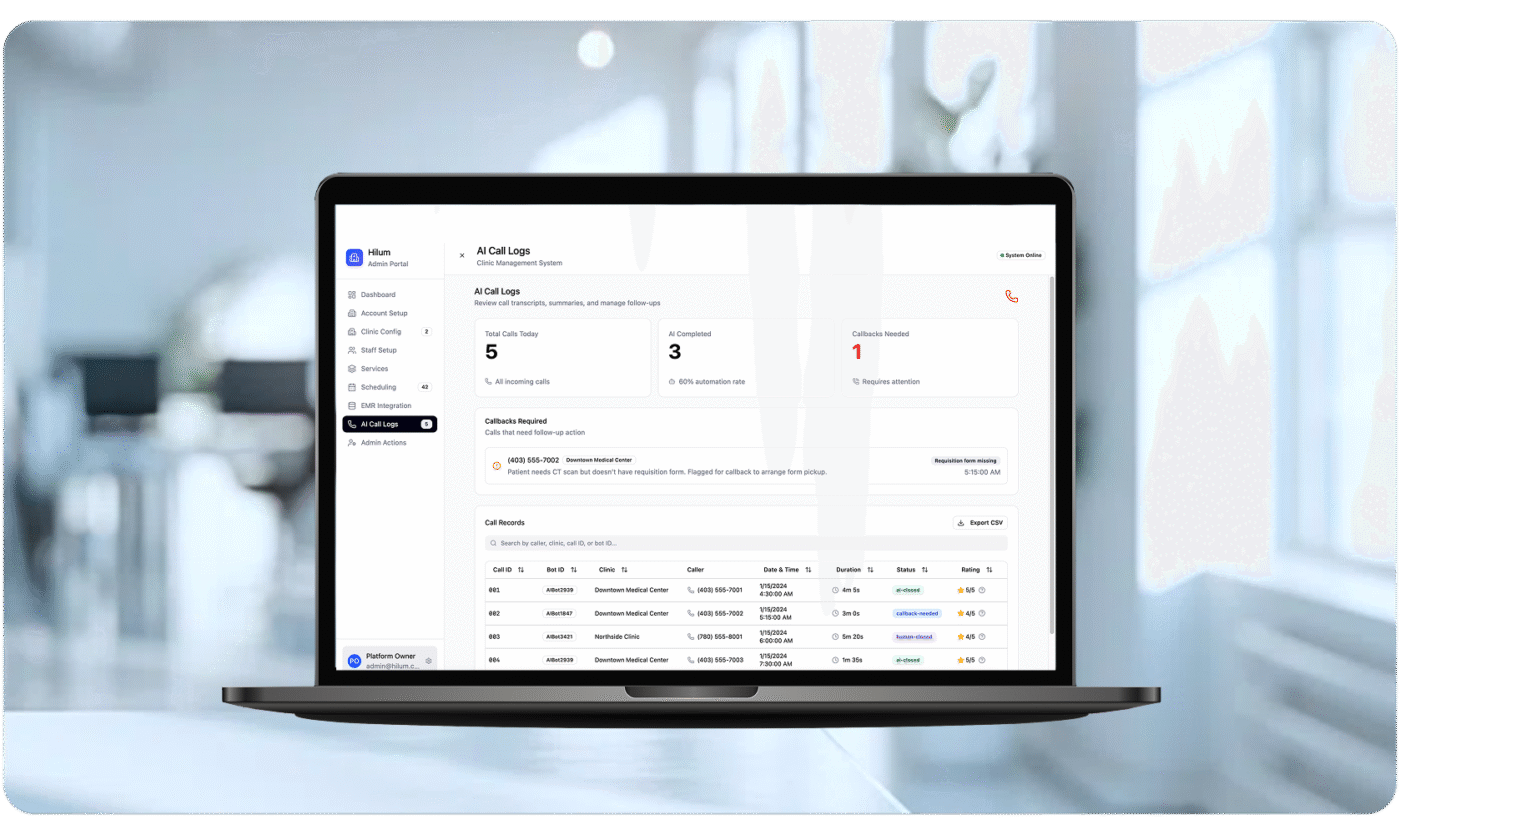 Hilum
Admin Portal
Dashboard
Account Setup
Clinic Config 2
Staff Setup
Services
Scheduling 42
EMR Integration
AI Call Logs 5
Admin Actions
PO Platform Owner
admin@hilum.c...
AI Call Logs
Clinic Management System
System Online
AI Call Logs
Review call transcripts, summaries, and manage follow-ups
Total Calls Today
5
All incoming calls
AI Completed
3
60% automation rate
Callbacks Needed
1
Requires attention
Callbacks Required
Calls that need follow-up action
(403) 555-7002 Downtown Medical Center Requisition form missing
Patient needs CT scan but doesn't have requisition form. Flagged for callback to arrange form pickup. 5:15:00 AM
Call Records Export CSV
Search by caller, clinic, call ID, or bot ID...
Call ID Bot ID Clinic Caller Date & Time Duration Status Rating
001 AIBot2939 Downtown Medical Center (403) 555-7001 1/15/2024 4:30:00 AM 4m 5s ai-closed 5/5
002 AIBot1847 Downtown Medical Center (403) 555-7002 1/15/2024 5:15:00 AM 3m 0s callback-needed 4/5
003 AIBot3421 Northside Clinic (780) 555-8001 1/15/2024 6:00:00 AM 5m 20s human-closed 4/5
004 AIBot2939 Downtown Medical Center (403) 555-7003 1/15/2024 7:30:00 AM 1m 35s ai-closed 5/5